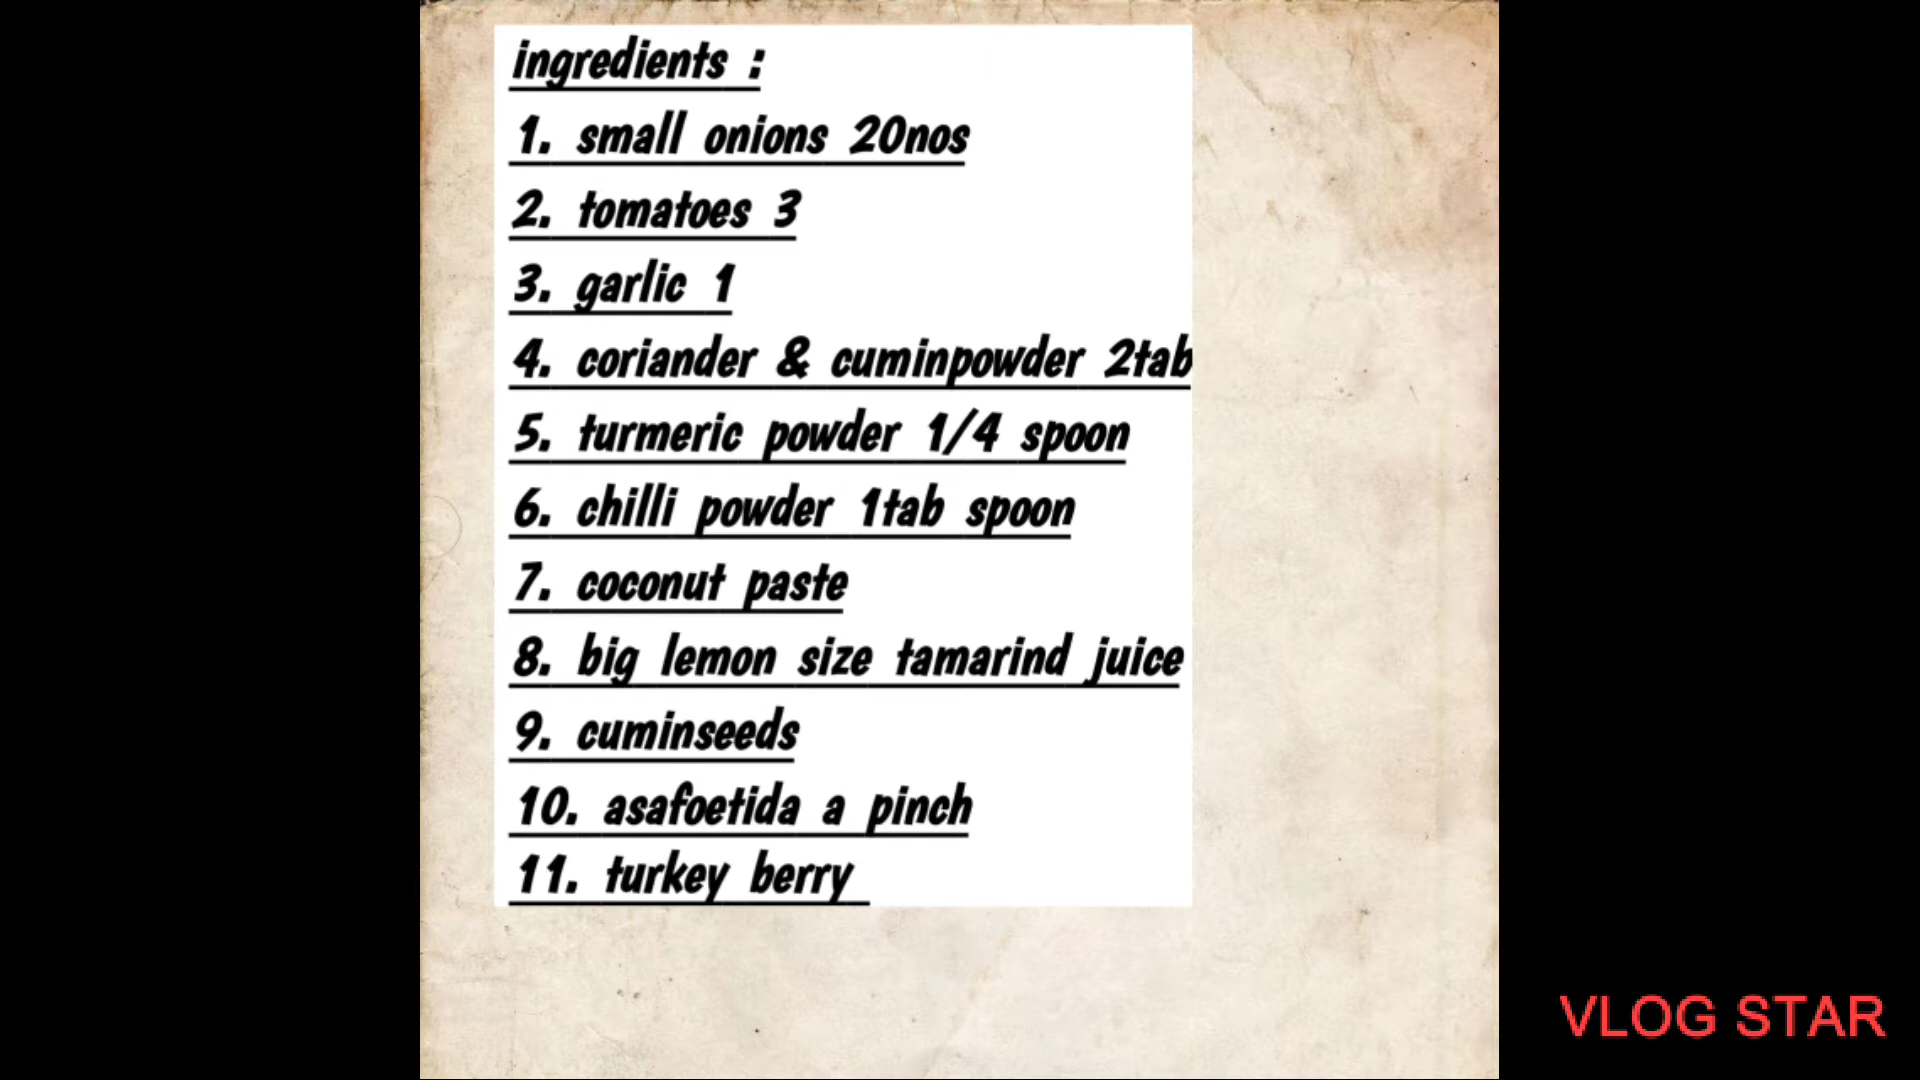 ingredients :
1. small onions 20nos
2. tomatoes 3
3. garlic 1
4. coriander & cuminpowder 2tab
5. turmeric powder 1/4 spoon
6. chilli powder 1tab spoon
7. coconut paste
8. big lemon size tamarind juice
9. cuminseeds
10. asafoetida a pinch
11. turkey berry
VLOG STAR